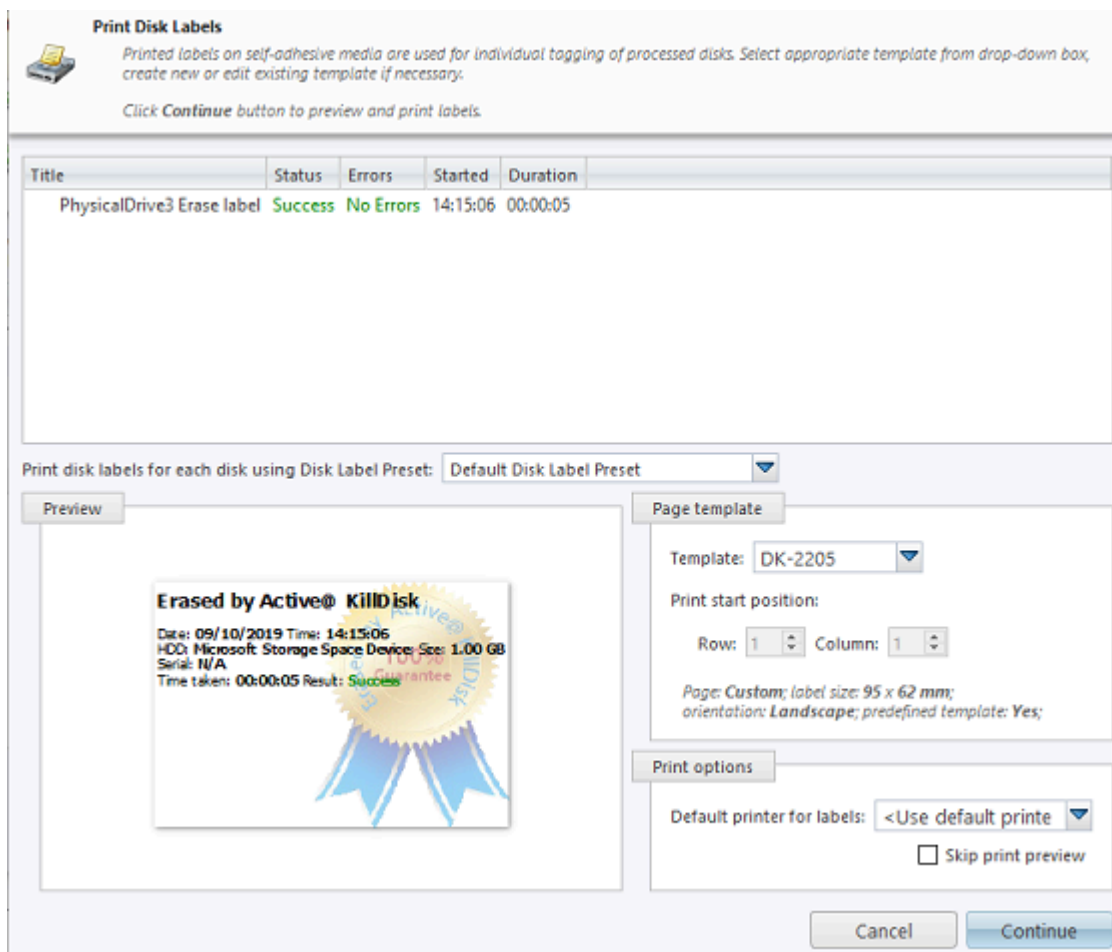 Print Disk Labels
Printed labels on self-adhesive media are used for individual tagging of processed disks. Select appropriate template from drop-down box,
create new or edit existing template if necessary.
Click Continue button to preview and print labels.
Title Status Errors Started Duration
PhysicalDrive3 Erase label Success No Errors 14:15:06 00:00:05
Print disk labels for each disk using Disk Label Preset: Default Disk Label Preset
Preview
Erased by Active@ KillDisk
Date: 09/10/2019 Time: 14:15:06
HDD: Microsoft Storage Space Device; Size: 1.00 GB
Serial: N/A
Time taken: 00:00:05 Result: Success
Erased by Active@ KillDisk
100%
Guarantee
Page template
Template: DK-2205
Print start position:
Row: 1 Column: 1
Page: Custom; label size: 95 x 62 mm;
orientation: Landscape; predefined template: Yes;
Print options
Default printer for labels: <Use default printe
Skip print preview
Cancel Continue